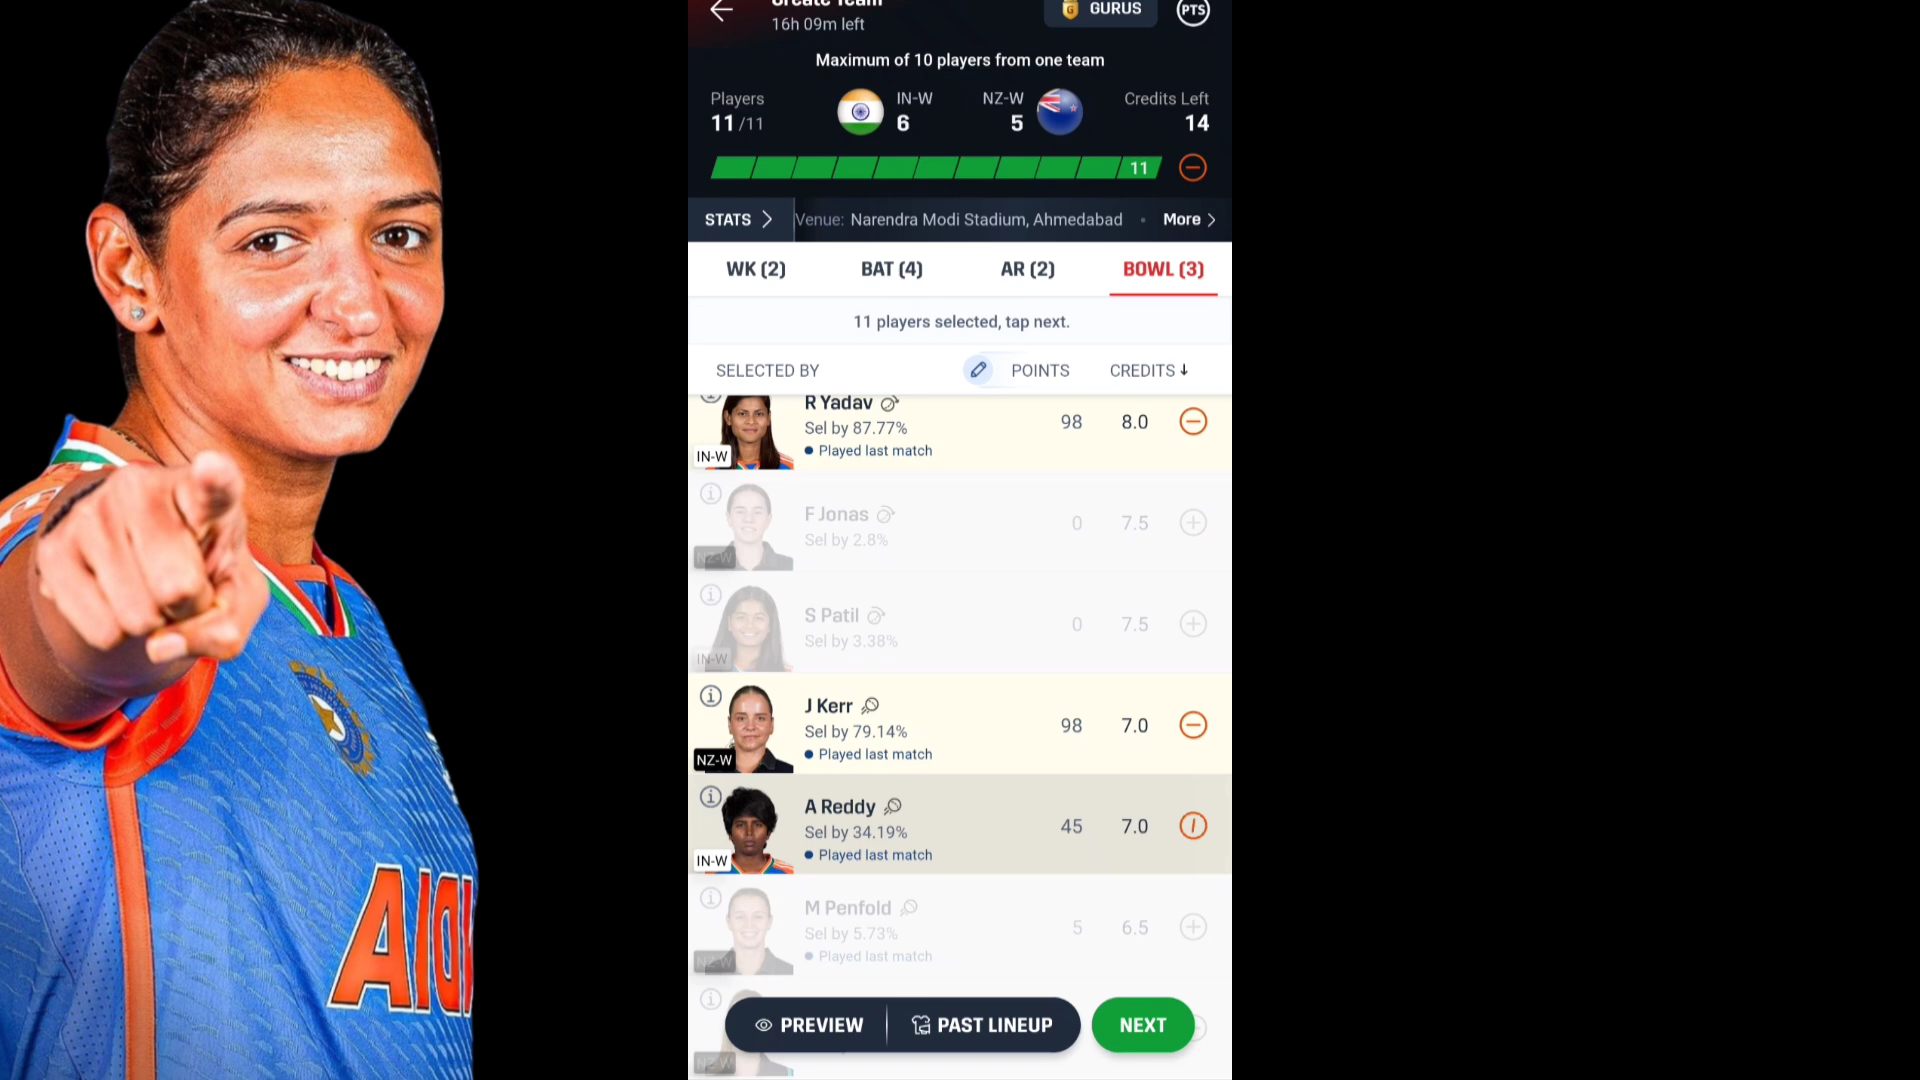 Create Team
16h 09m left
GURUS
PTS
Maximum of 10 players from one team
Players
11/11
IN-W
6
NZ-W
5
Credits Left
14
11
STATS
Venue: Narendra Modi Stadium, Ahmedabad
More
WK (2)
BAT (4)
AR (2)
BOWL (3)
11 players selected, tap next.
SELECTED BY
POINTS
CREDITS
R Yadav
Sel by 87.77%
Played last match
IN-W
98
8.0
F Jonas
Sel by 2.8%
NZ-W
0
7.5
S Patil
Sel by 3.38%
IN-W
0
7.5
J Kerr
Sel by 79.14%
Played last match
NZ-W
98
7.0
A Reddy
Sel by 34.19%
Played last match
IN-W
45
7.0
M Penfold
Sel by 5.73%
Played last match
NZ-W
5
6.5
PREVIEW
PAST LINEUP
NEXT
NZ-W